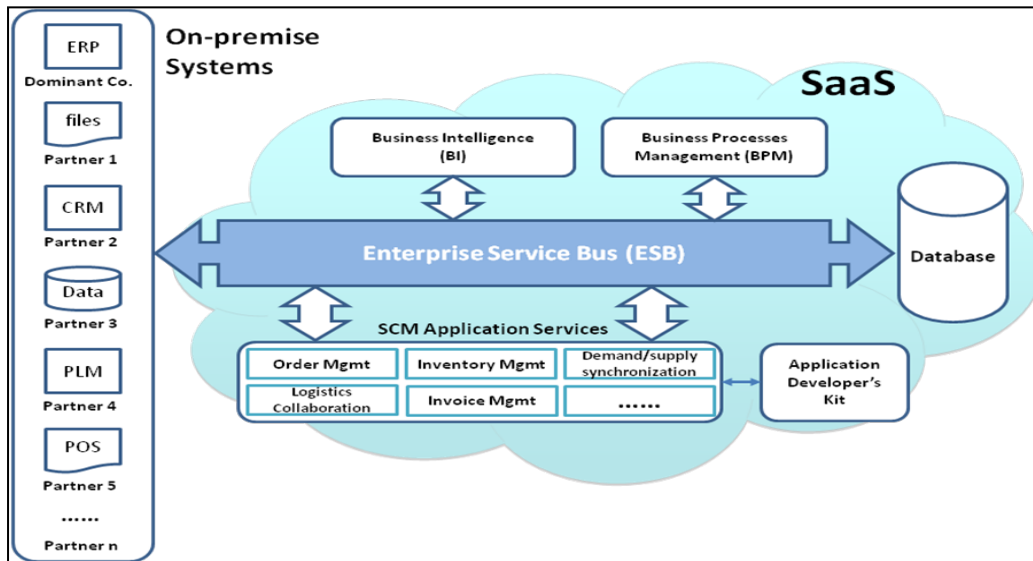 ERP
Dominant Co.
files
Partner 1
CRM
Partner 2
Data
Partner 3
PLM
Partner 4
POS
Partner 5
......
Partner n
On-premise
Systems
SaaS
Business Intelligence
(BI)
Business Processes
Management (BPM)
Enterprise Service Bus (ESB)
Database
SCM Application Services
Order Mgmt
Inventory Mgmt
Demand/supply
synchronization
Logistics
Collaboration
Invoice Mgmt
......
Application
Developer's
Kit